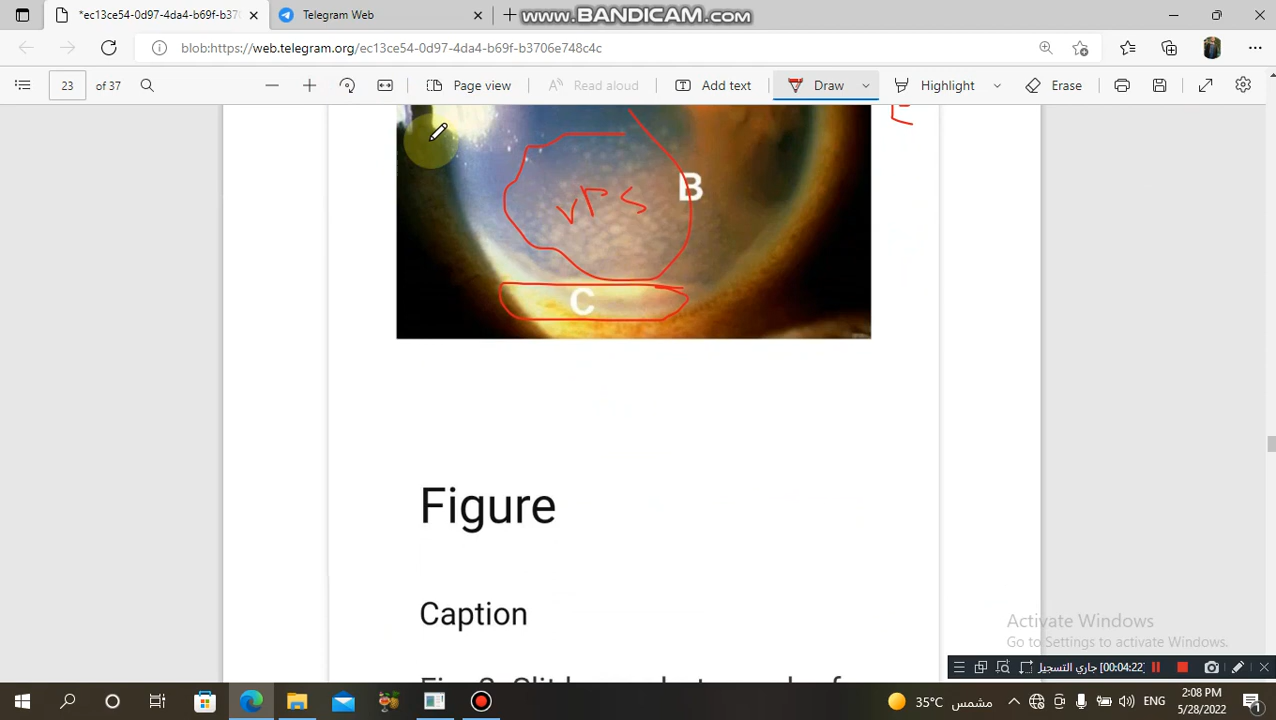 www.BANDICAM.com
*ec13ce54-0d97-4da4-b69f-b370
Telegram Web
blob:https://web.telegram.org/ec13ce54-0d97-4da4-b69f-b3706e748c4c
23 of 37
Page view
Read aloud
Add text
Draw
Highlight
Erase
B
C
Figure
Caption
Activate Windows
Go to Settings to activate Windows.
[00:04:22] جاري التسجيل
35°C مشمس
ENG
2:08 PM
5/28/2022